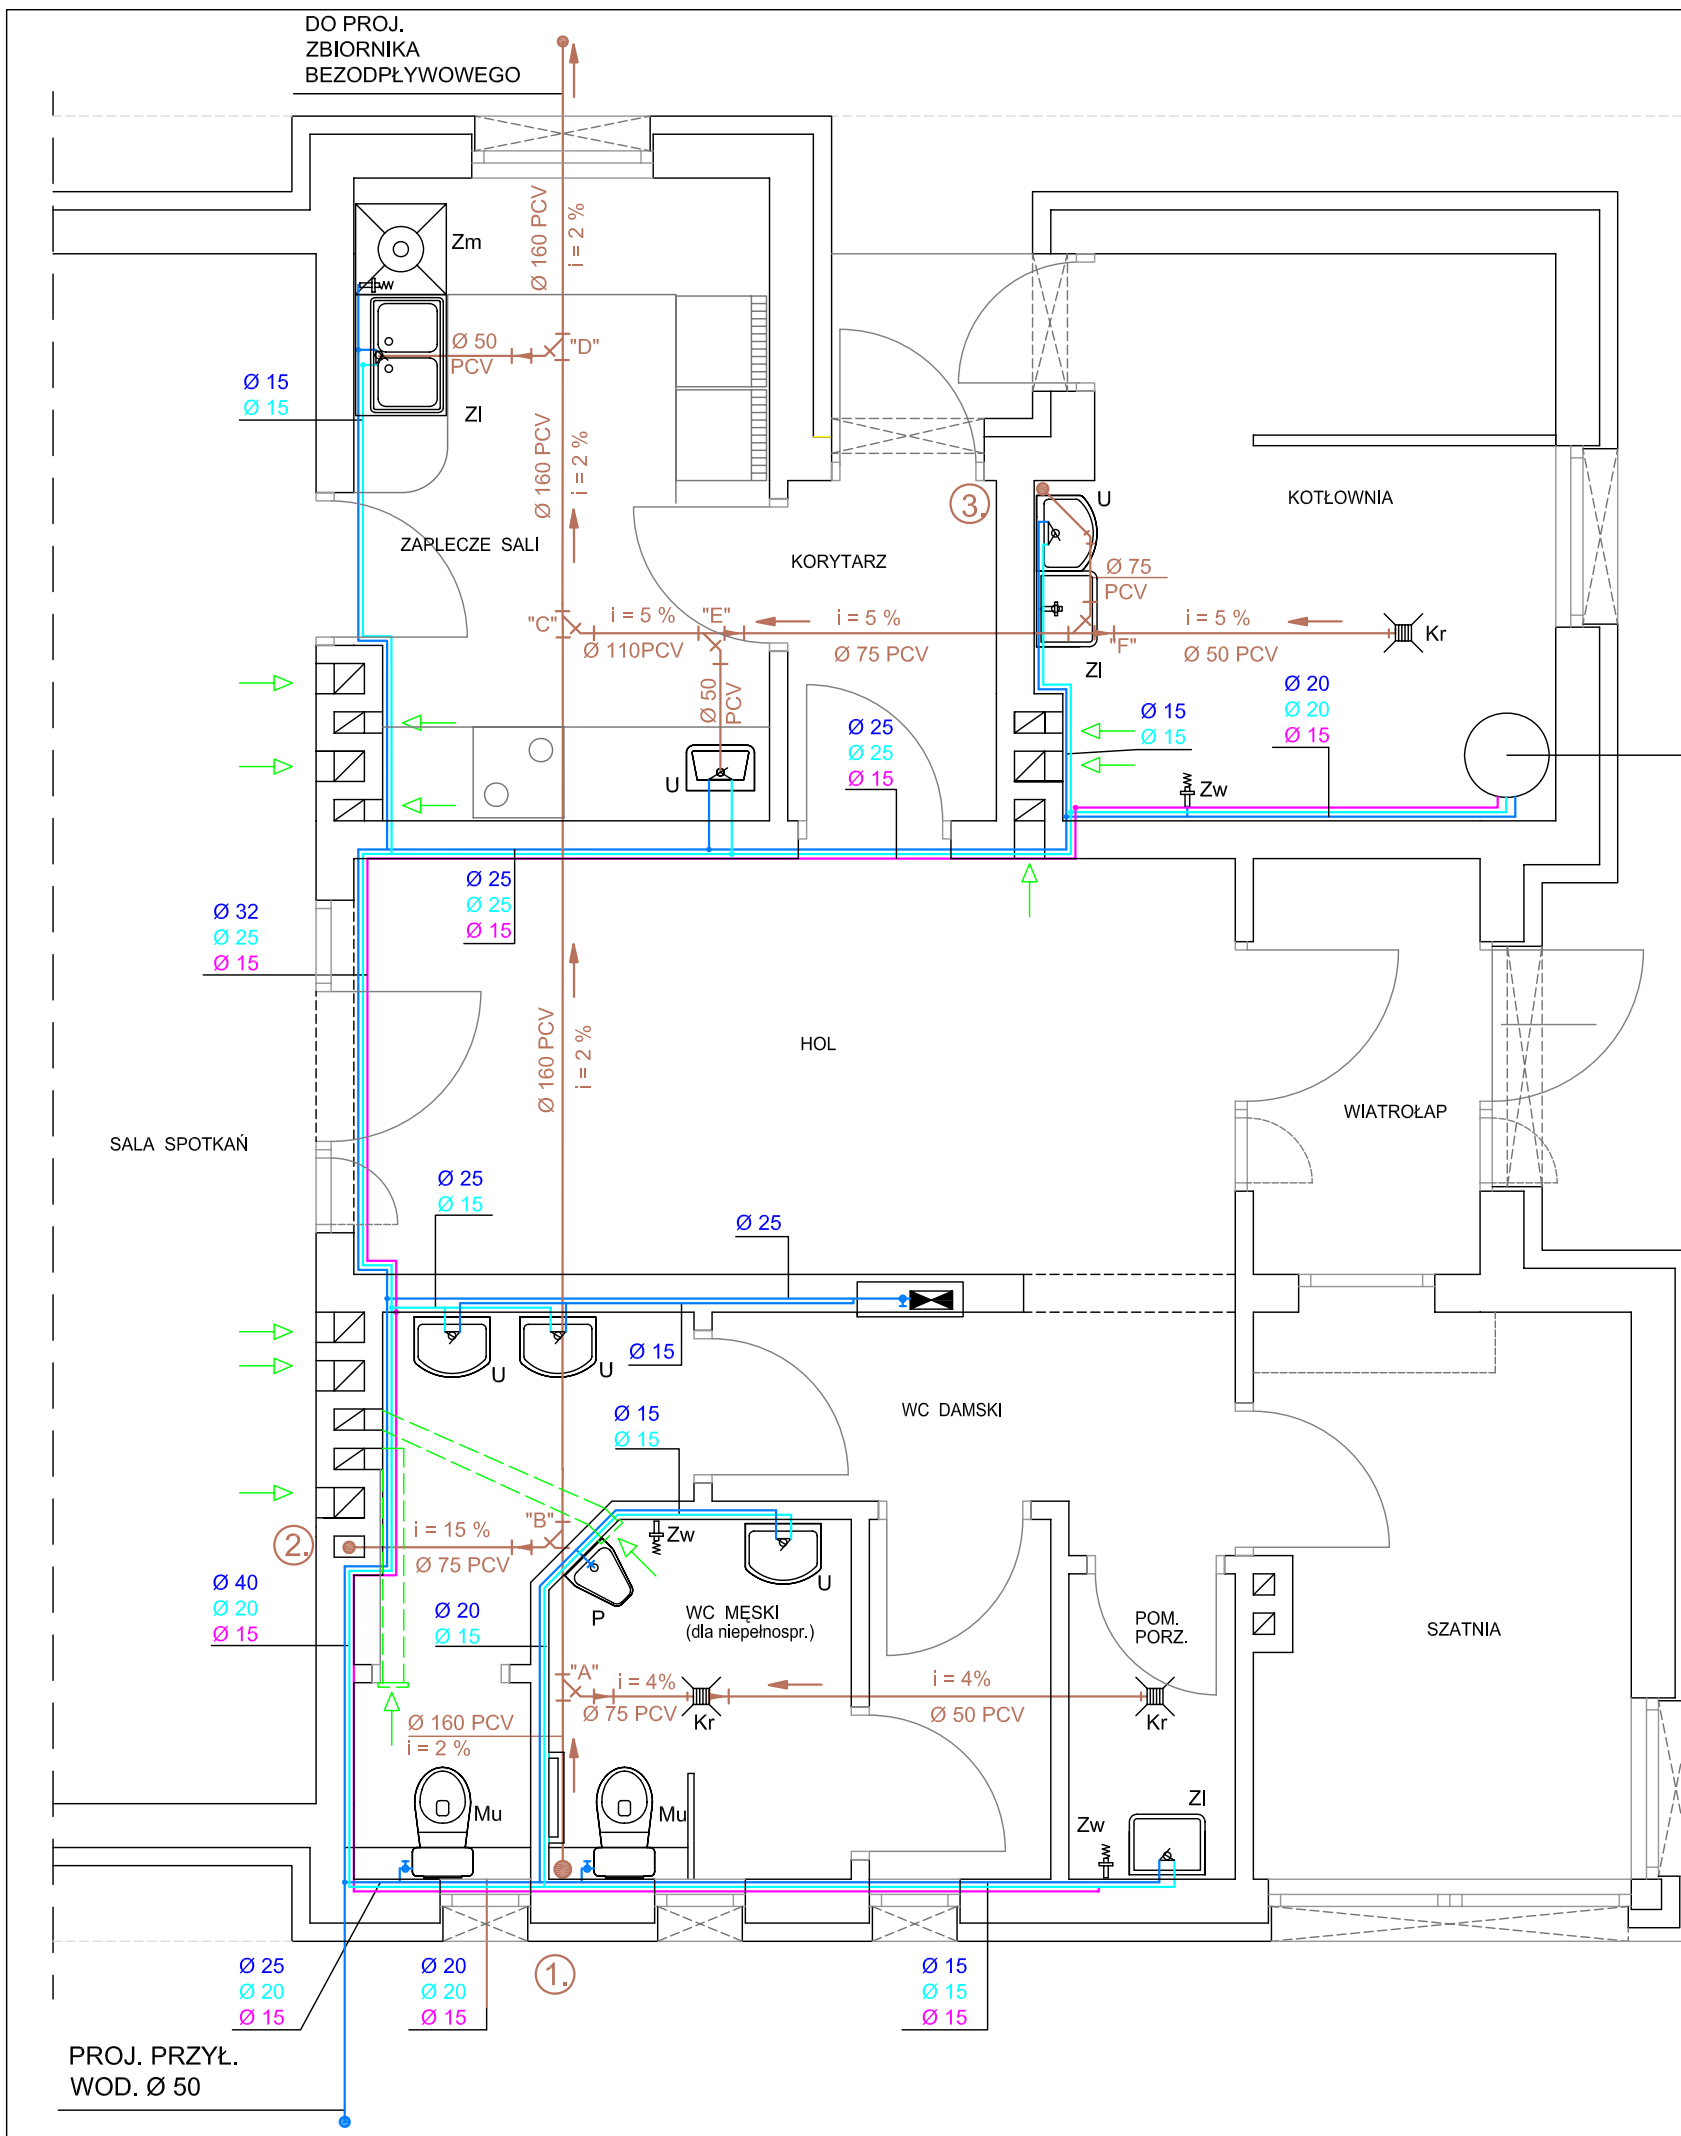 DO PROJ.
ZBIORNIKA
BEZODPŁYWOWEGO
Ø 160 PCV
i = 2 %
Zm
Ø 50
PCV
"D"
Zl
Ø 15
Ø 15
Ø 160 PCV
i = 2 %
3.
U
KOTŁOWNIA
ZAPLECZE SALI
KORYTARZ
Ø 75
PCV
"C"
i = 5 %
"E"
i = 5 %
"F"
i = 5 %
Kr
Ø 110PCV
Ø 75 PCV
Ø 50 PCV
Zl
Ø 50
PCV
U
Ø 25
Ø 25
Ø 15
Ø 15
Ø 15
Ø 20
Ø 20
Ø 15
Zw
Ø 25
Ø 25
Ø 15
Ø 32
Ø 25
Ø 15
Ø 160 PCV
i = 2 %
HOL
WIATROŁAP
SALA SPOTKAŃ
Ø 25
Ø 15
Ø 25
U
U
Ø 15
WC DAMSKI
Ø 15
Ø 15
2.
i = 15 %
Ø 75 PCV
"B"
Zw
U
P
Ø 40
Ø 20
Ø 15
Ø 20
Ø 15
WC MĘSKI
(dla niepełnospr.)
POM.
PORZ.
SZATNIA
"A"
i = 4%
Ø 75 PCV
Kr
i = 4%
Ø 50 PCV
Kr
Ø 160 PCV
i = 2 %
Mu
Mu
Zw
Zl
1.
Ø 25
Ø 20
Ø 15
Ø 20
Ø 20
Ø 15
Ø 15
Ø 15
Ø 15
PROJ. PRZYŁ.
WOD. Ø 50